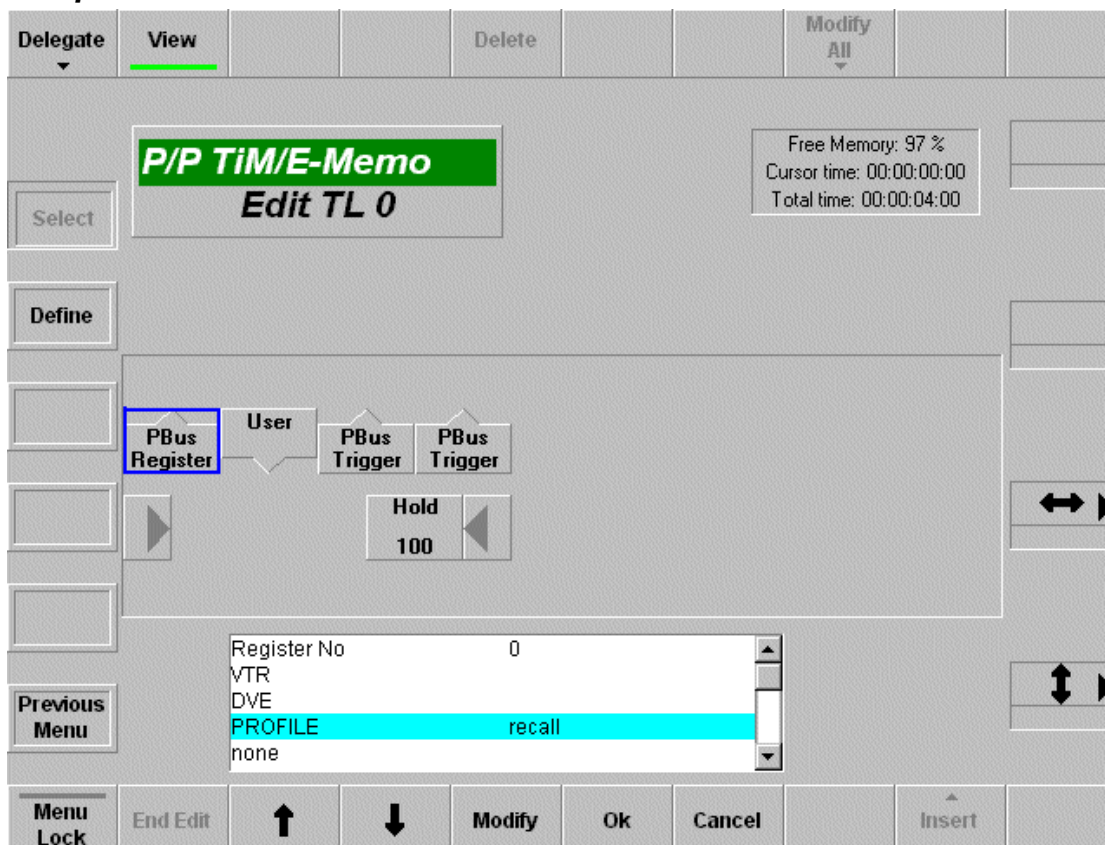 Delegate
View
Delete
Modify
All
P/P TiM/E-Memo
Edit TL 0
Free Memory: 97 %
Cursor time: 00:00:00:00
Total time: 00:00:04:00
Select
Define
PBus
Register
User
PBus
Trigger
PBus
Trigger
Hold
100
Register No 0
VTR
DVE
PROFILE recall
none
Previous
Menu
Menu
Lock
End Edit
Modify
Ok
Cancel
Insert